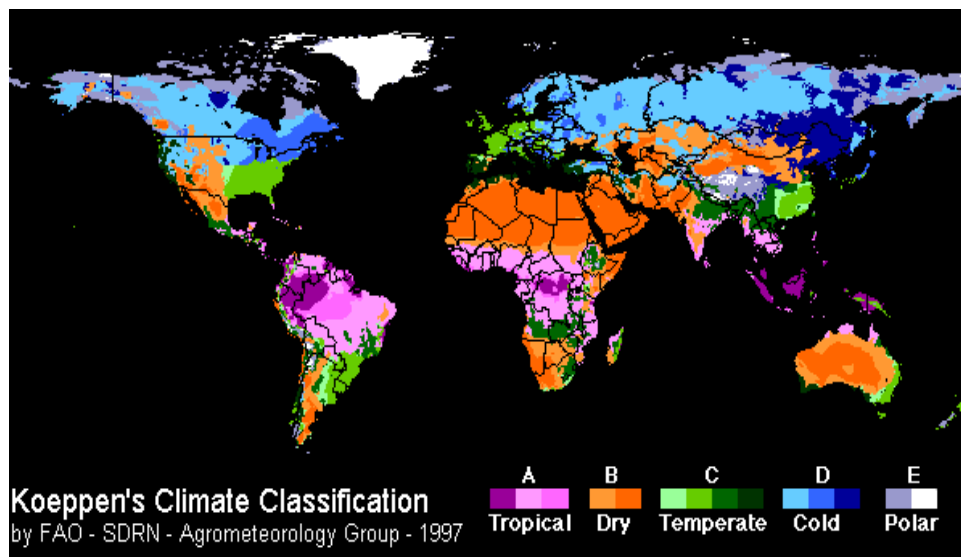 A B C D E
Tropical Dry Temperate Cold Polar
Koeppen's Climate Classification
by FAO - SDRN - Agrometeorology Group - 1997